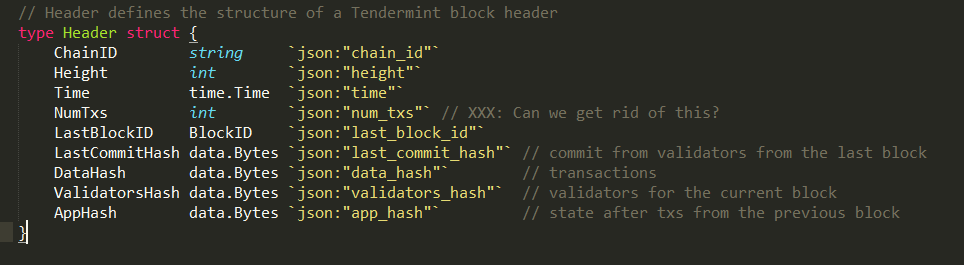 // Header defines the structure of a Tendermint block header
type Header struct {
    ChainID        string     `json:"chain_id"`
    Height         int        `json:"height"`
    Time           time.Time  `json:"time"`
    NumTxs         int        `json:"num_txs"` // XXX: Can we get rid of this?
    LastBlockID    BlockID    `json:"last_block_id"`
    LastCommitHash data.Bytes `json:"last_commit_hash"` // commit from validators from the last block
    DataHash       data.Bytes `json:"data_hash"`        // transactions
    ValidatorsHash data.Bytes `json:"validators_hash"`  // validators for the current block
    AppHash        data.Bytes `json:"app_hash"`         // state after txs from the previous block
}